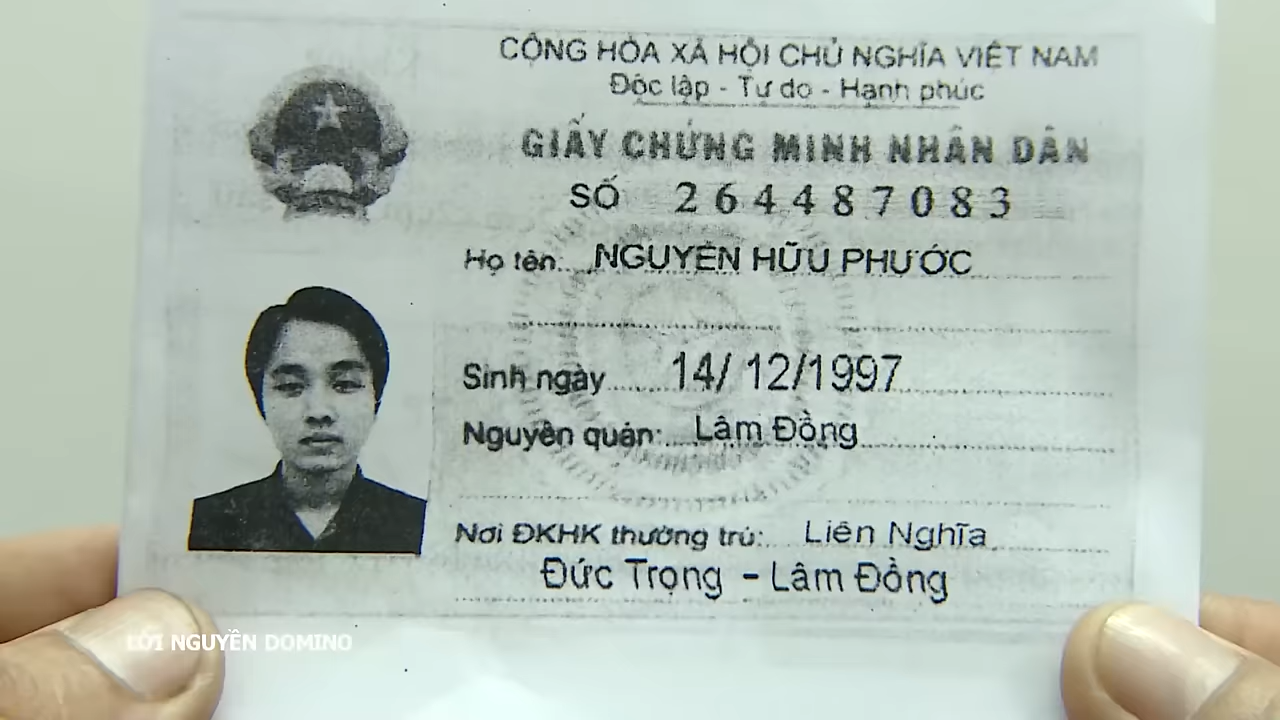 CỘNG HÒA XÃ HỘI CHỦ NGHĨA VIỆT NAM
Độc lập - Tự do - Hạnh phúc
GIẤY CHỨNG MINH NHÂN DÂN
SỐ 264487083
Họ tên: NGUYỄN HỮU PHƯỚC
Sinh ngày 14/12/1997
Nguyên quán: Lâm Đồng
Nơi ĐKHK thường trú: Liên Nghĩa
Đức Trọng - Lâm Đồng
LỜI NGUYỀN DOMINO